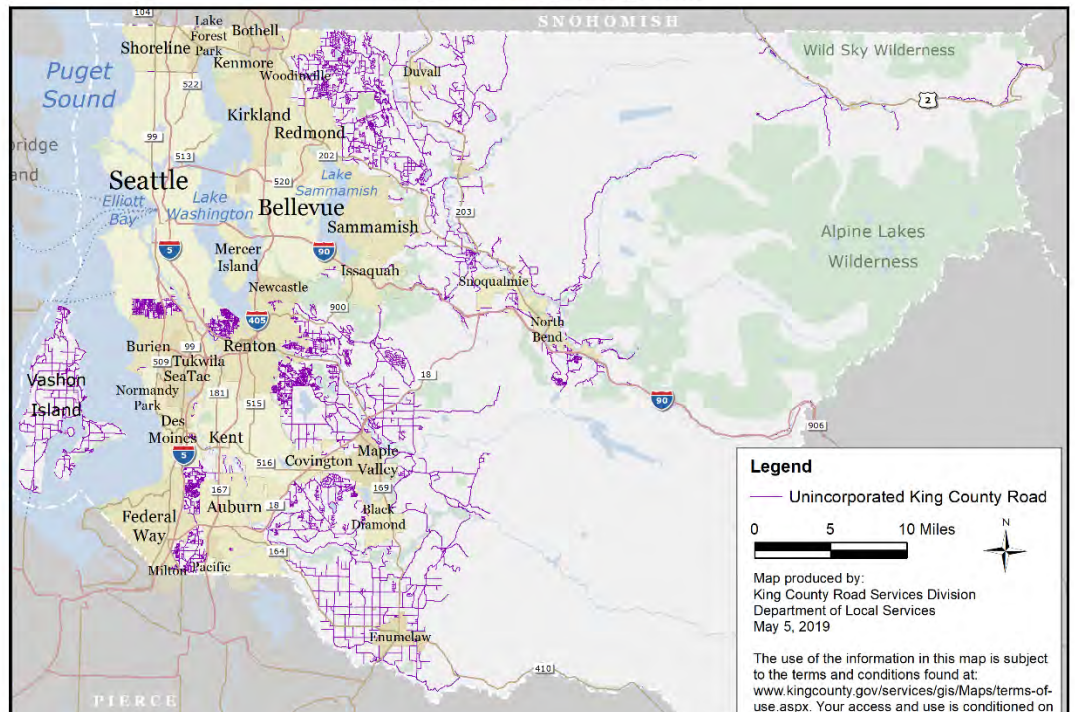 104
SNOHOMISH
Lake
Forest
Park
Bothell
Shoreline
Kenmore
Woodinville
Duvall
Wild Sky Wilderness
Puget
Sound
522
2
Kirkland
99
Redmond
513
202
520
Seattle
Lake
Sammamish
Elliott
Bay
Lake
Washington
Bellevue
203
Sammamish
Alpine Lakes
Wilderness
5
90
Mercer
Island
Issaquah
Snoqualmie
Newcastle
900
405
North
Bend
Burien
99
Renton
509
Tukwila
SeaTac
18
Vashon
Island
Normandy
Park
181
515
90
906
Des
Moines
Kent
5
516
Covington
Maple
Valley
167
169
Auburn
18
Black
Diamond
Federal
Way
164
Milton
Pacific
Enumclaw
410
PIERCE
Legend
Unincorporated King County Road
0 5 10 Miles
N
Map produced by:
King County Road Services Division
Department of Local Services
May 5, 2019
The use of the information in this map is subject
to the terms and conditions found at:
www.kingcounty.gov/services/gis/Maps/terms-of-
use.aspx. Your access and use is conditioned on